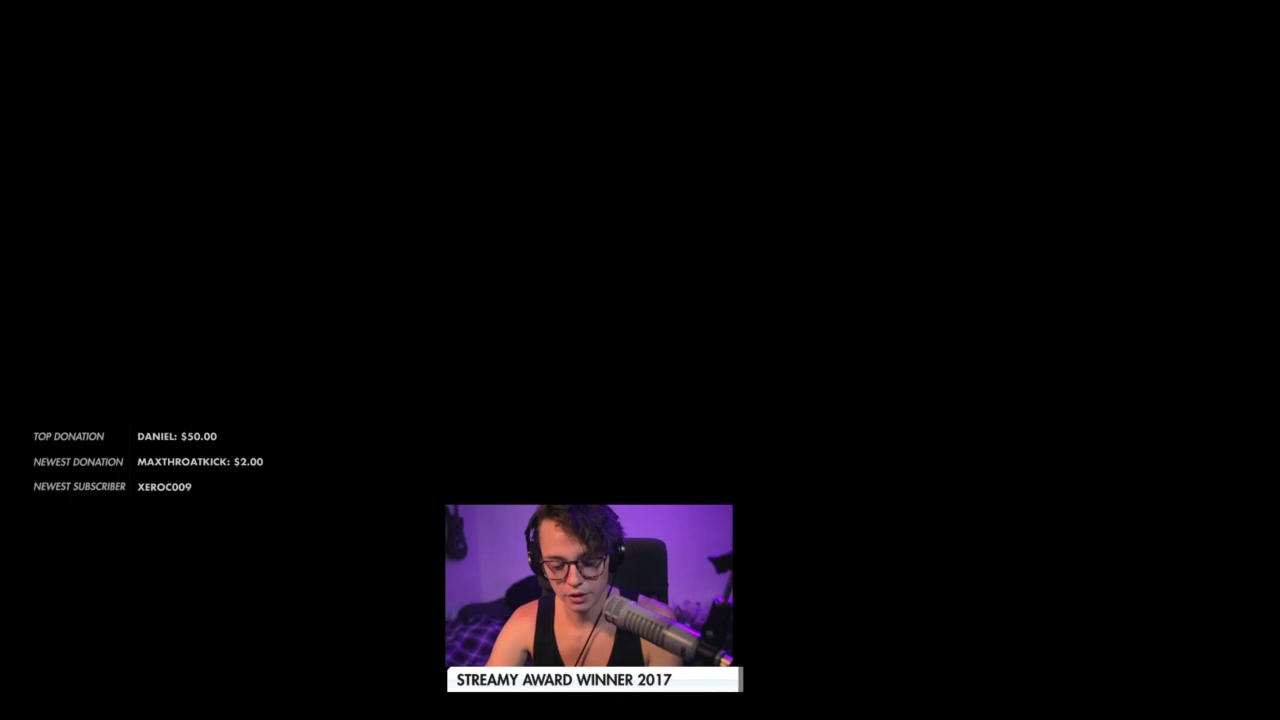 TOP DONATION DANIEL: $50.00
NEWEST DONATION MAXTHROATKICK: $2.00
NEWEST SUBSCRIBER XEROC009
STREAMY AWARD WINNER 2017